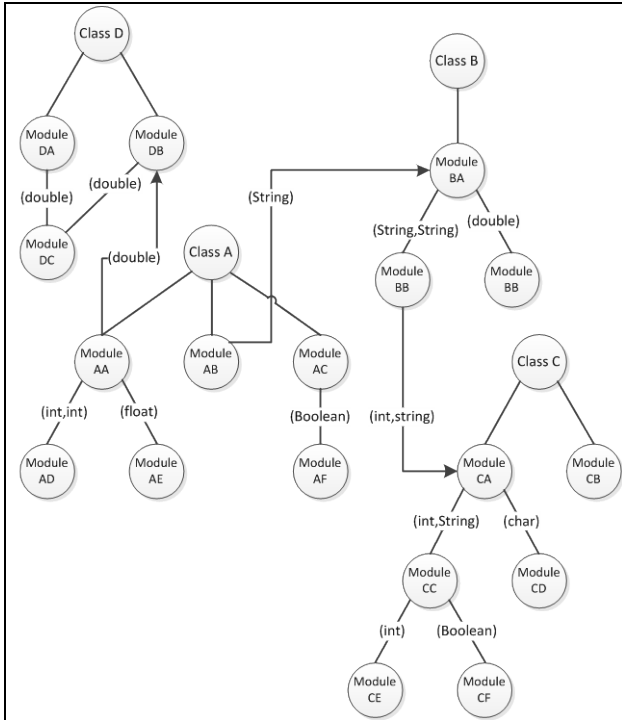 Class D
Class B
Module
DA
Module
DB
Module
BA
(double)
(double)
(String)
(String,String)
(double)
Module
DC
(double)
Class A
Module
BB
Module
BB
Module
AA
Module
AB
Module
AC
Class C
(int,int)
(float)
(Boolean)
(int,string)
Module
AD
Module
AE
Module
AF
Module
CA
Module
CB
(int,String)
(char)
Module
CC
Module
CD
(int)
(Boolean)
Module
CE
Module
CF